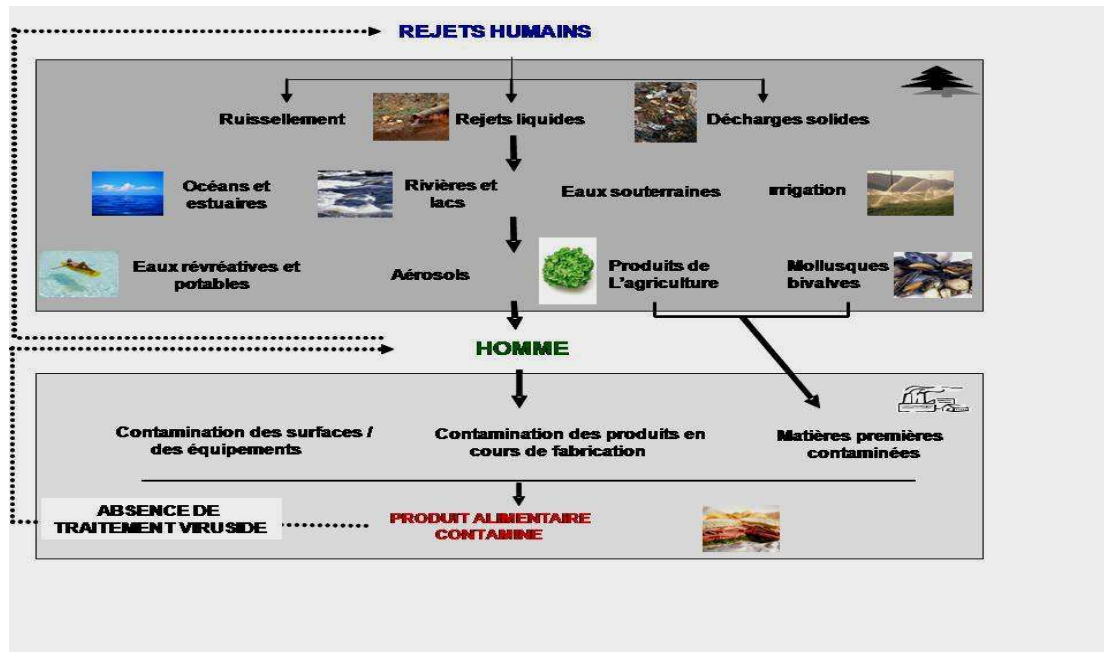 REJETS HUMAINS
Ruissellement
Rejets liquides
Décharges solides
Océans et
estuaires
Rivières et
lacs
Eaux souterraines
irrigation
Eaux révréatives et
potables
Aérosols
Produits de
L'agriculture
Mollusques
bivalves
HOMME
Contamination des surfaces /
des équipements
Contamination des produits en
cours de fabrication
Matières premières
contaminées
ABSENCE DE
TRAITEMENT VIRUSIDE
PRODUIT ALIMENTAIRE
CONTAMINE